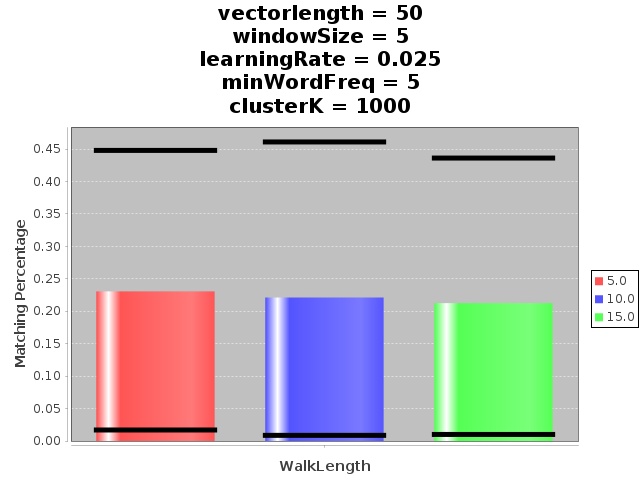 vectorlength = 50
windowSize = 5
learningRate = 0.025
minWordFreq = 5
clusterK = 1000
Matching Percentage
0.45
0.40
0.35
0.30
0.25
0.20
0.15
0.10
0.05
0.00
WalkLength
5.0
10.0
15.0